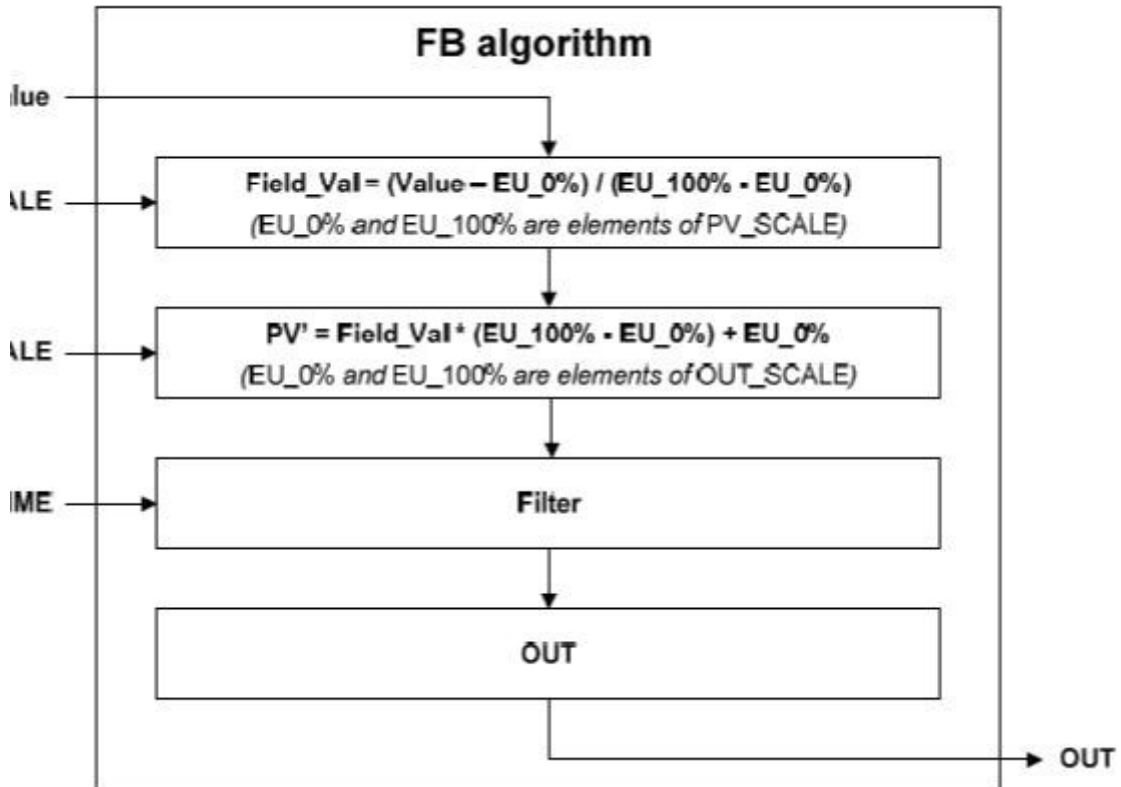 FB algorithm
alue
Field_Val = (Value – EU_0%) / (EU_100% - EU_0%)
ALE
(EU_0% and EU_100% are elements of PV_SCALE)
PV' = Field_Val * (EU_100% - EU_0%) + EU_0%
ALE
(EU_0% and EU_100% are elements of OUT_SCALE)
IME
Filter
OUT
OUT